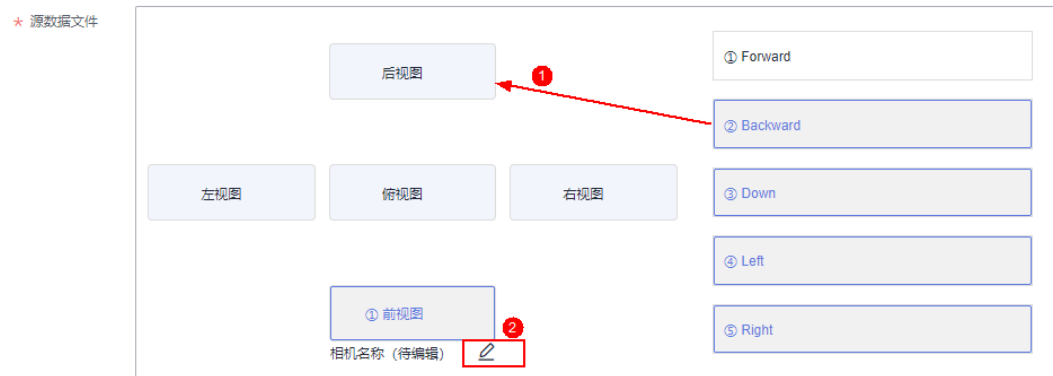 * 源数据文件
后视图
1
① Forward
② Backward
左视图
俯视图
右视图
③ Down
④ Left
① 前视图
2
⑤ Right
相机名称（待编辑）